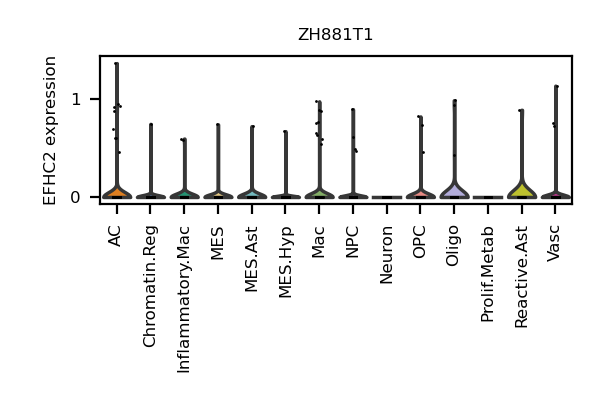 ZH881T1
EFHC2 expression
1
0
AC
Chromatin.Reg
Inflammatory.Mac
MES
MES.Ast
MES.Hyp
Mac
NPC
Neuron
OPC
Oligo
Prolif.Metab
Reactive.Ast
Vasc